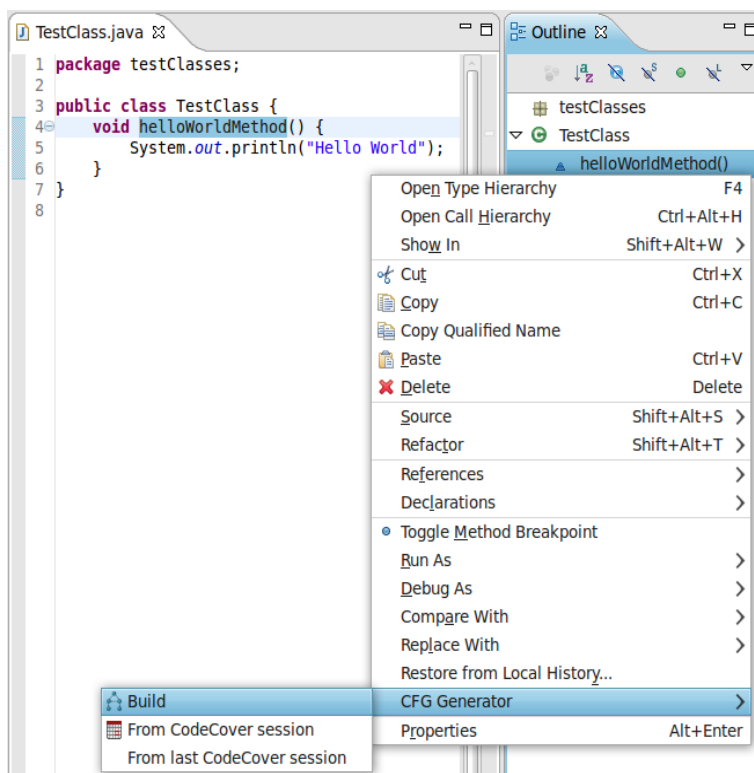 TestClass.java
1 package testClasses;
2
3 public class TestClass {
4 void helloWorldMethod() {
5 System.out.println("Hello World");
6 }
7 }
8
Outline
testClasses
TestClass
helloWorldMethod()
Open Type Hierarchy F4
Open Call Hierarchy Ctrl+Alt+H
Show In Shift+Alt+W
Cut Ctrl+X
Copy Ctrl+C
Copy Qualified Name
Paste Ctrl+V
Delete Delete
Source Shift+Alt+S
Refactor Shift+Alt+T
References
Declarations
Toggle Method Breakpoint
Run As
Debug As
Compare With
Replace With
Restore from Local History...
CFG Generator
Properties Alt+Enter
Build
From CodeCover session
From last CodeCover session